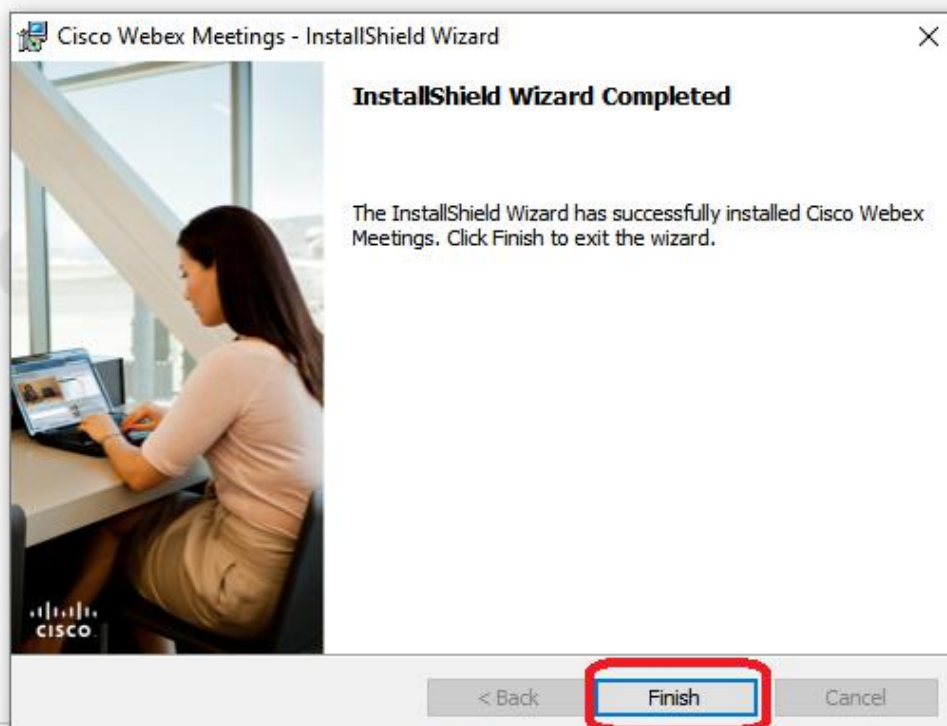 Cisco Webex Meetings - InstallShield Wizard
InstallShield Wizard Completed
The InstallShield Wizard has successfully installed Cisco Webex
Meetings. Click Finish to exit the wizard.
CISCO
< Back
Finish
Cancel